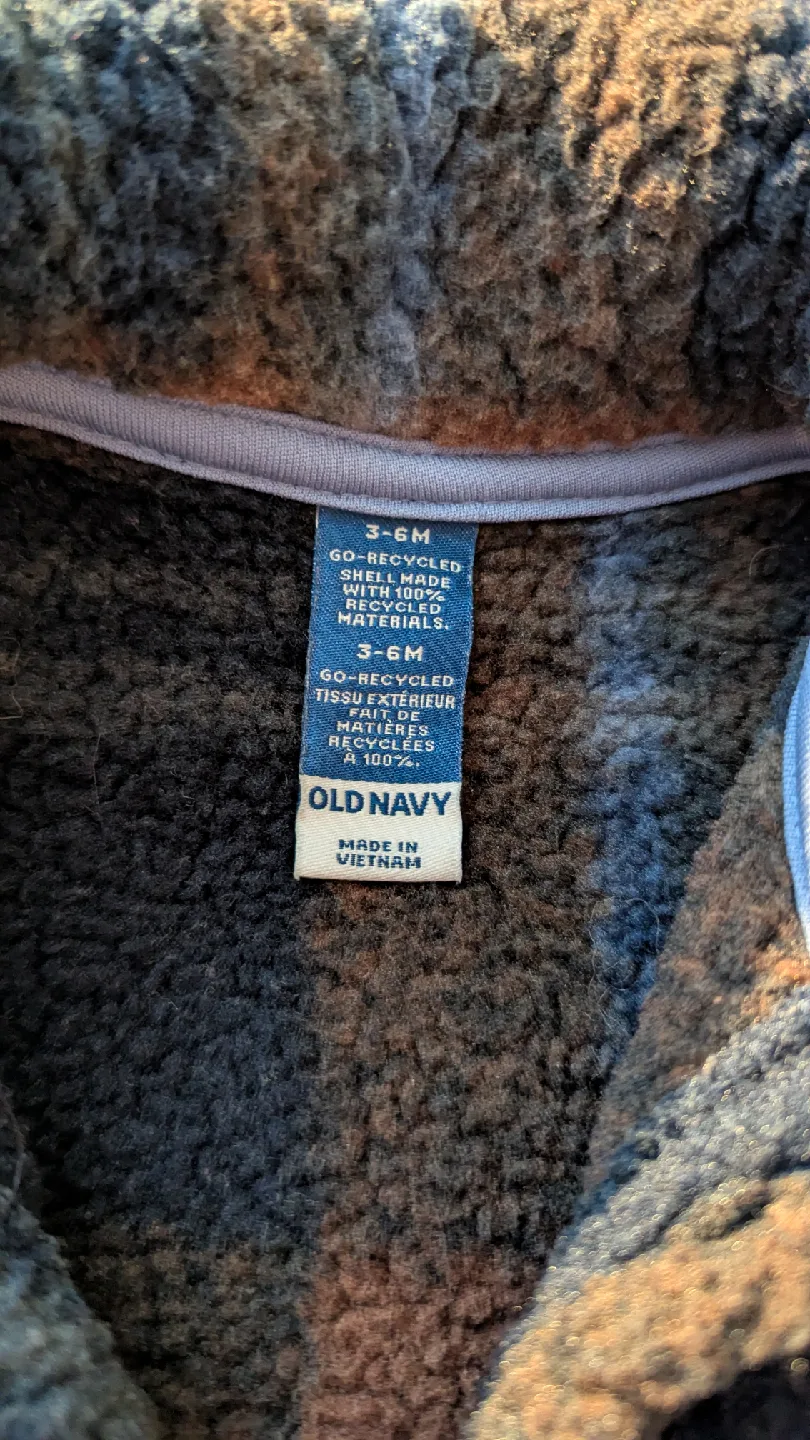 3-6M
GO-RECYCLED
SHELL MADE
WITH 100%
RECYCLED
MATERIALS.
3-6M
GO-RECYCLED
TISSU EXTÉRIEUR
FAIT DE
MATIÈRES
RECYCLÉES
À 100%.
OLD NAVY
MADE IN
VIETNAM